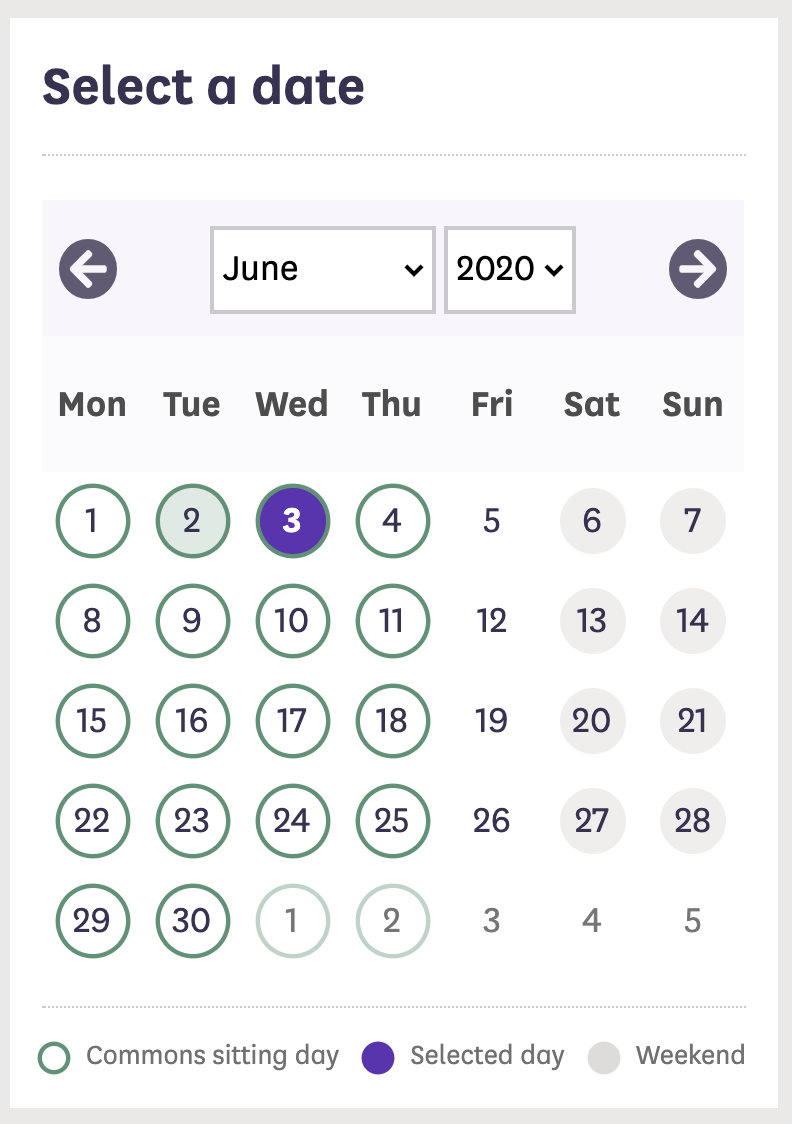 Select a date
June 2020
Mon Tue Wed Thu Fri Sat Sun
1 2 3 4 5 6 7
8 9 10 11 12 13 14
15 16 17 18 19 20 21
22 23 24 25 26 27 28
29 30 1 2 3 4 5
Commons sitting day Selected day Weekend